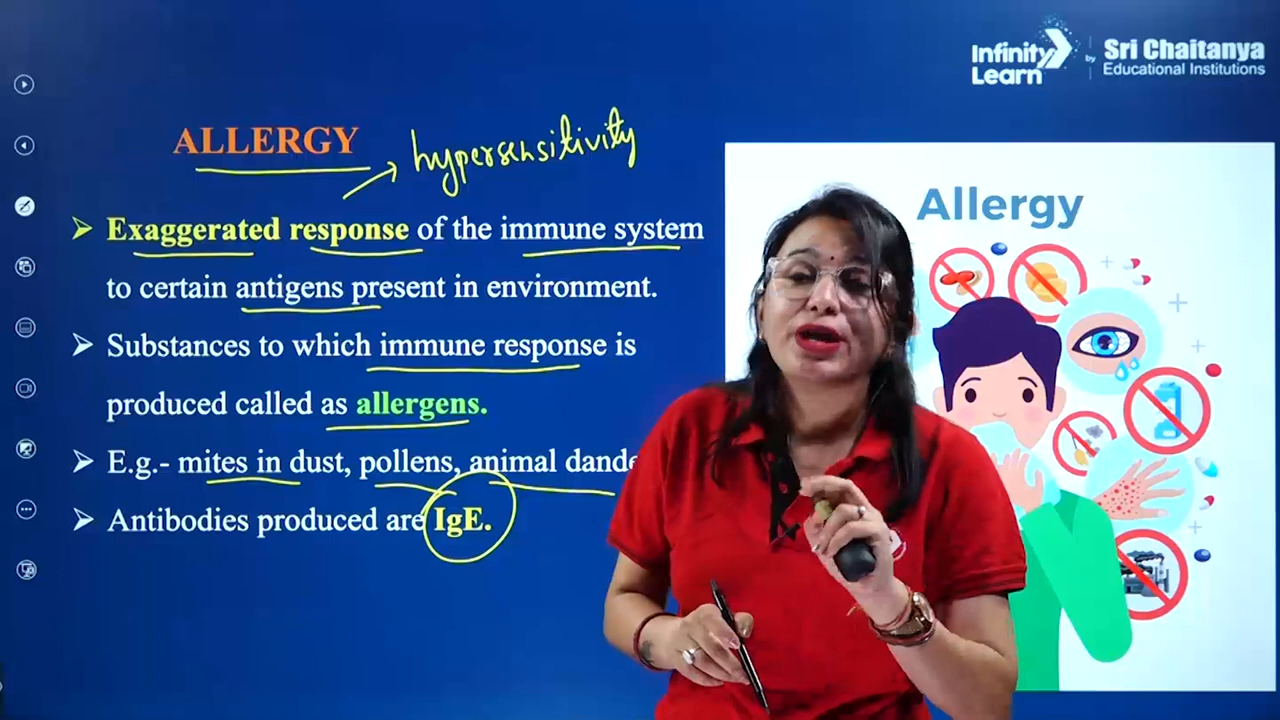 Infinity Learn by Sri Chaitanya Educational Institutions
ALLERGY → hypersensitivity
➤ Exaggerated response of the immune system
to certain antigens present in environment.
➤ Substances to which immune response is
produced called as allergens.
➤ E.g.- mites in dust, pollens, animal
➤ Antibodies produced are IgE.
Allergy